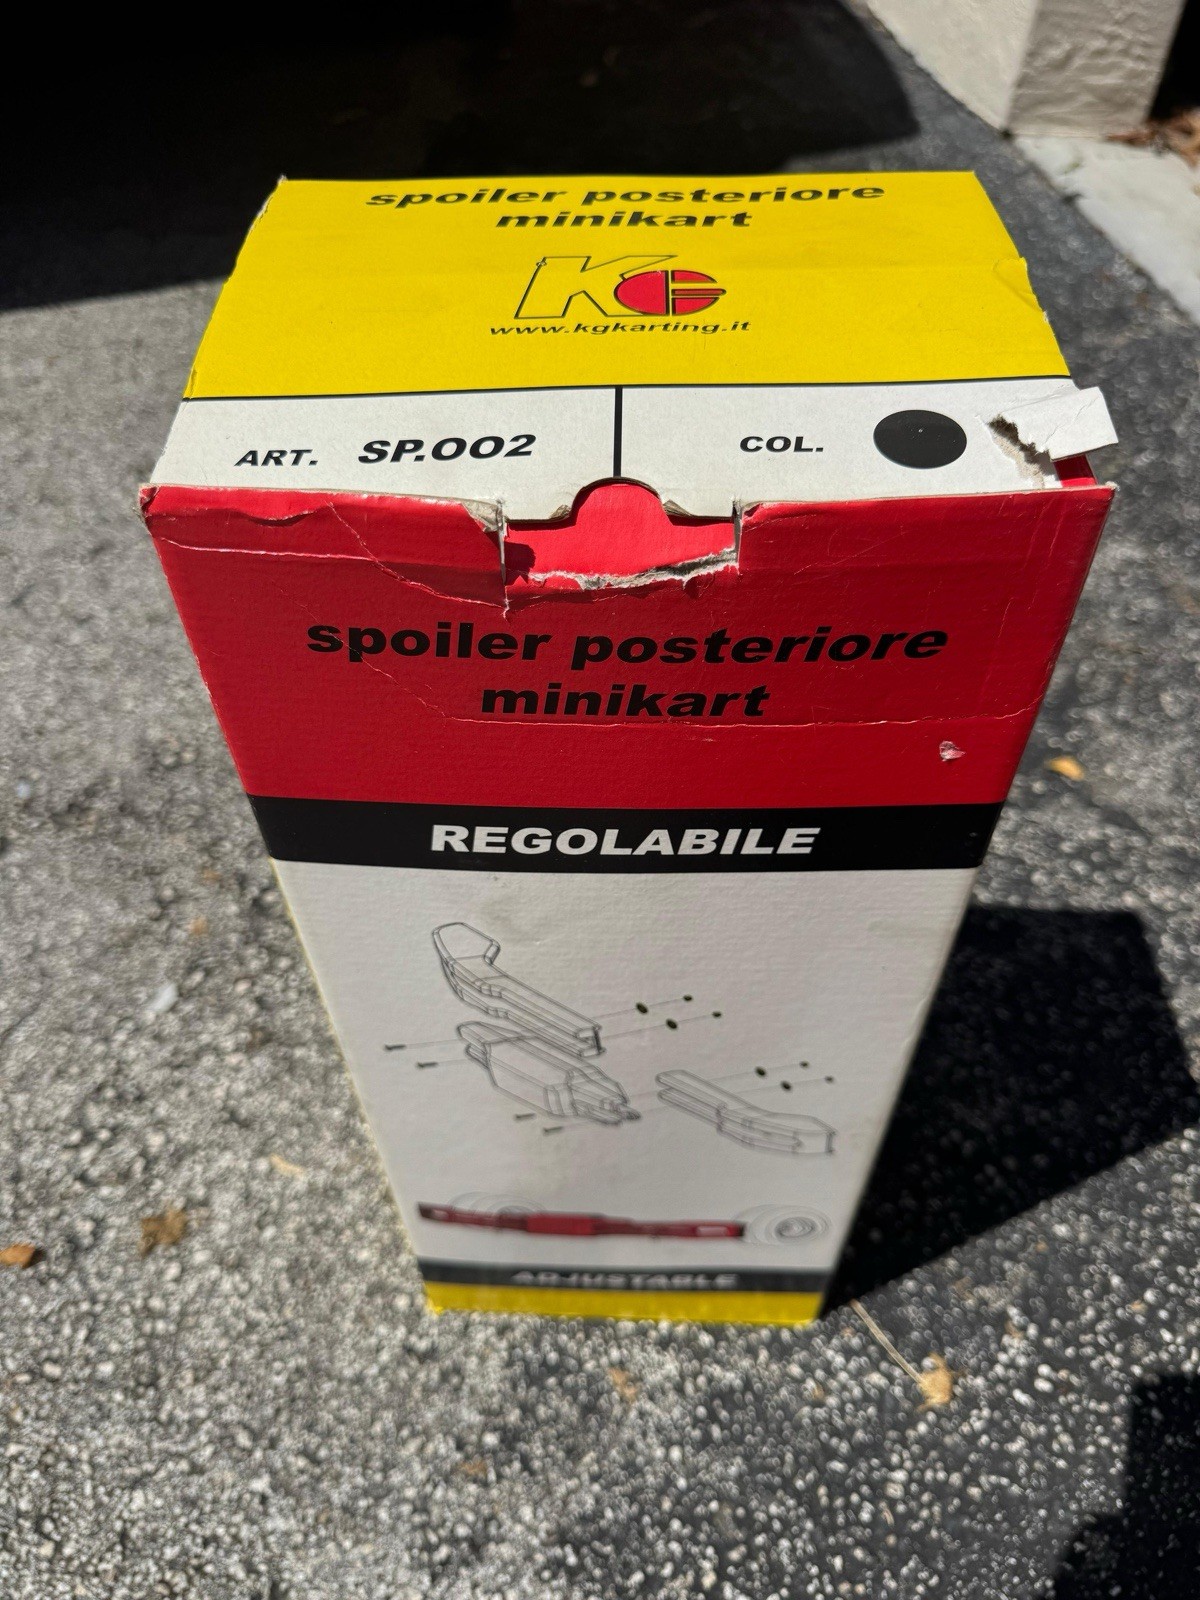 spoiler posteriore
minikart
KG
www.kgkarting.it
ART. SP.002
COL.
spoiler posteriore
minikart
REGOLABILE
ADJUSTABLE